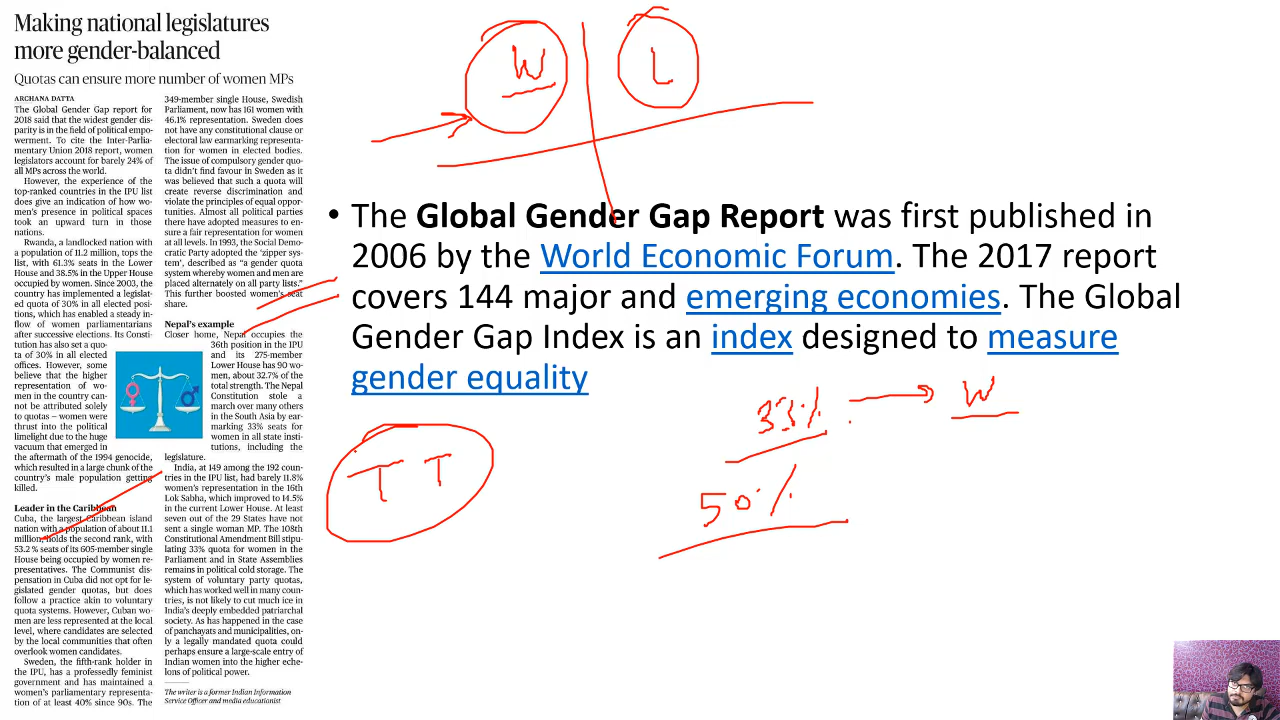 Making national legislatures
more gender-balanced
Quotas can ensure more number of women MPs
ARCHANA DATTA
The Global Gender Gap report for
2018 said that the widest gender dis-
parity is in the field of political empo-
werment. To cite the Inter-Parlia-
mentary Union 2018 report, women
legislators account for barely 24% of
all MPs across the world.
However, the experience of the
top-ranked countries in the IPU list
does give an indication of how wo-
men's presence in political spaces
took an upward turn in those
nations.
Rwanda, a landlocked nation with
a population of 11.2 million, tops the
list, with 61.3% seats in the Lower
House and 38.5% in the Upper House
occupied by women. Since 2003, the
country has implemented a legislat-
ed quota of 30% in all elected posi-
tions, which has enabled a steady in-
flow of women parliamentarians
after successive elections. Its Consti-
tution has also set a quo-
ta of 30% in all elected
offices. However, some
believe that the higher
representation of wo-
men in the country can-
not be attributed solely
to quotas – women were
thrust into the political
limelight due to the huge
vacuum that emerged in
the aftermath of the 1994 genocide,
which resulted in a large chunk of the
country's male population getting
killed.
Leader in the Caribbean
Cuba, the largest Caribbean island
nation with a population of about 11.1
million, holds the second rank, with
53.2 % seats of its 605-member single
House being occupied by women re-
presentatives. The Communist dis-
pensation in Cuba did not opt for le-
gislated gender quotas, but does
follow a practice akin to voluntary
quota systems. However, Cuban wo-
men are less represented at the local
level, where candidates are selected
by the local communities that often
overlook women candidates.
Sweden, the fifth-rank holder in
the IPU, has a professedly feminist
government and has maintained a
women's parliamentary representa-
tion of at least 40% since 90s. The
349-member single House, Swedish
Parliament, now has 161 women with
46.1% representation. Sweden does
not have any constitutional clause or
electoral law earmarking representa-
tion for women in elected bodies.
The issue of compulsory gender quo-
ta didn't find favour in Sweden as it
was believed that such a quota will
create reverse discrimination and
violate the principles of equal oppor-
tunities. Almost all political parties
there have adopted measures to en-
sure a fair representation for women
at all levels. In 1993, the Social Demo-
cratic Party adopted the 'zipper sys-
tem', described as "a gender quota
system whereby women and men are
placed alternately on all party lists."
This further boosted women's seat
share.
Nepal's example
Closer home, Nepal occupies the
36th position in the IPU
and its 275-member
Lower House has 90 wo-
men, about 32.7% of the
total strength. The Nepal
Constitution stole a
march over many others
in the South Asia by ear-
marking 33% seats for
women in all state insti-
tutions, including the
legislature.
India, at 149 among the 192 coun-
tries in the IPU list, had barely 11.8%
women's representation in the 16th
Lok Sabha, which improved to 14.5%
in the current Lower House. At least
seven out of the 29 States have not
sent a single woman MP. The 108th
Constitutional Amendment Bill stipu-
lating 33% quota for women in the
Parliament and in State Assemblies
remains in political cold storage. The
system of voluntary party quotas,
which has worked well in many coun-
tries, is not likely to cut much ice in
India's deeply embedded patriarchal
society. As has happened in the case
of panchayats and municipalities, on-
ly a legally mandated quota could
perhaps ensure a large-scale entry of
Indian women into the higher eche-
lons of political power.
The writer is a former Indian Information
Service Officer and media educationist
W L
• The Global Gender Gap Report was first published in
2006 by the World Economic Forum. The 2017 report
covers 144 major and emerging economies. The Global
Gender Gap Index is an index designed to measure
gender equality
33% W
TT
50%